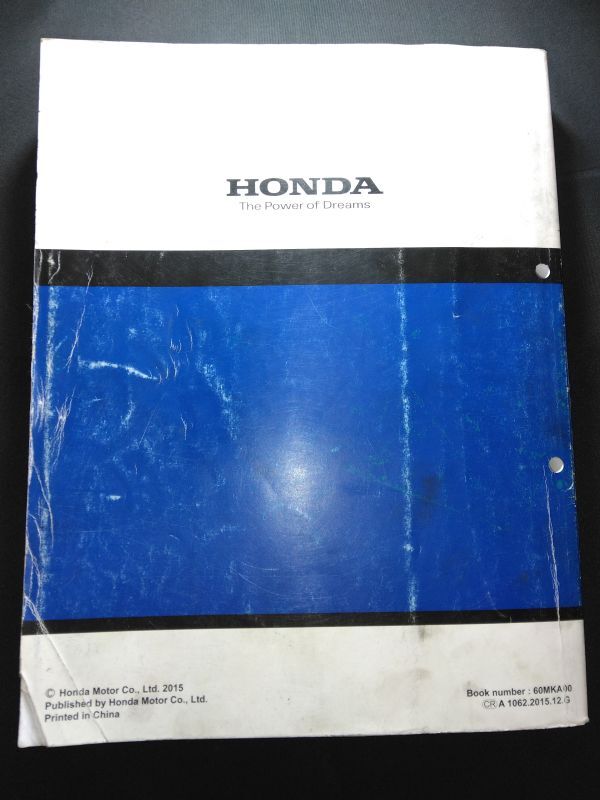 HONDA
The Power of Dreams
© Honda Motor Co., Ltd. 2015
Published by Honda Motor Co., Ltd.
Printed in China
Book number : 60MKA00
CR A 1062.2015.12.G